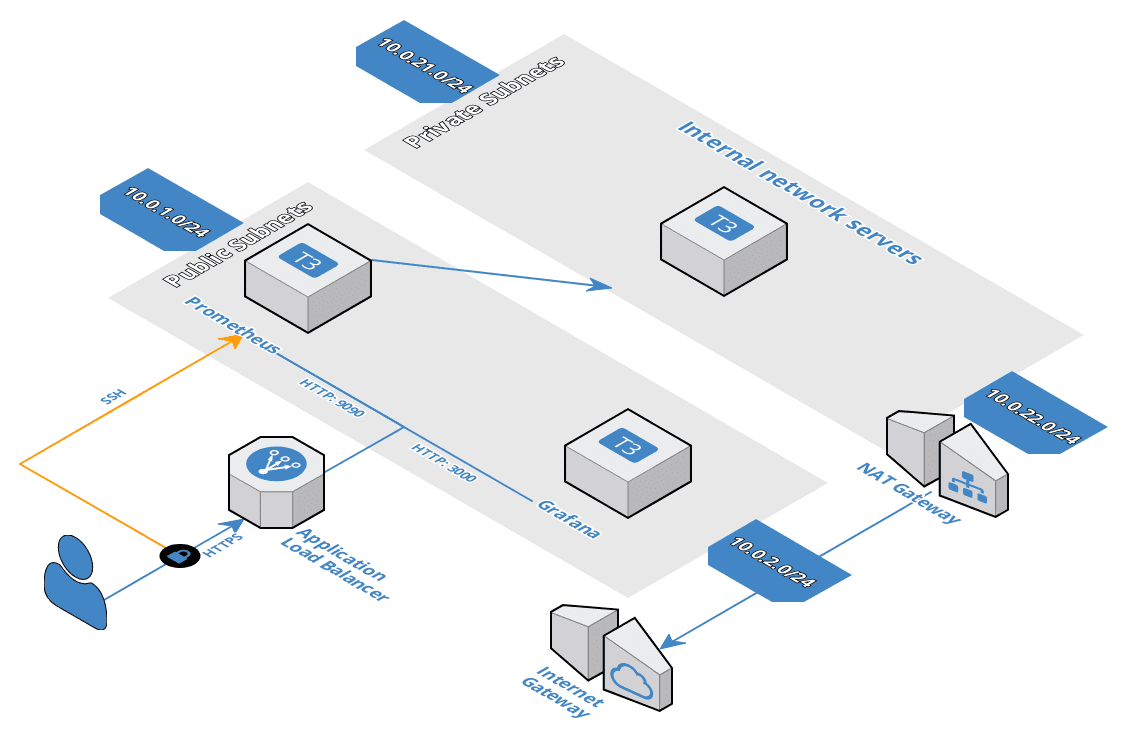 10.0.21.0/24
Private Subnets
Internal network servers
T3
10.0.1.0/24
Public Subnets
T3
Prometheus
HTTP: 9090
SSH
HTTP: 3000
T3
Grafana
10.0.22.0/24
NAT Gateway
HTTPS
Application
Load Balancer
10.0.2.0/24
Internet
Gateway